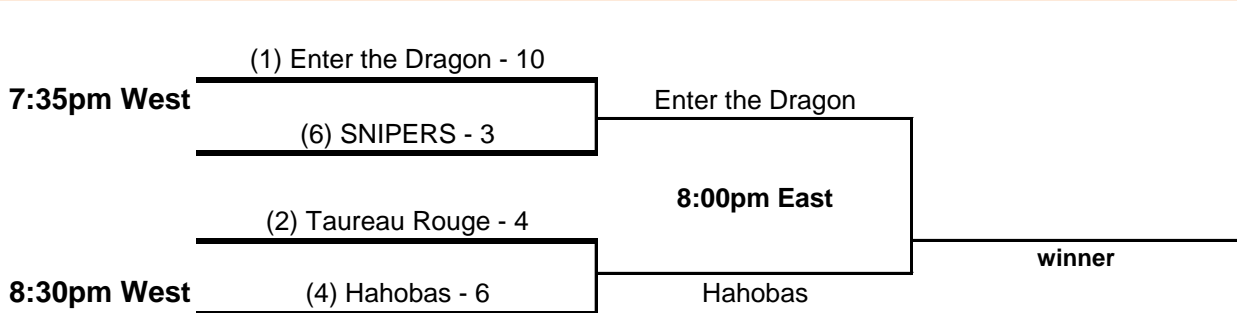 (1) Enter the Dragon - 10
7:35pm West
Enter the Dragon
(6) SNIPERS - 3
8:00pm East
(2) Taureau Rouge - 4
winner
8:30pm West
(4) Hahobas - 6
Hahobas